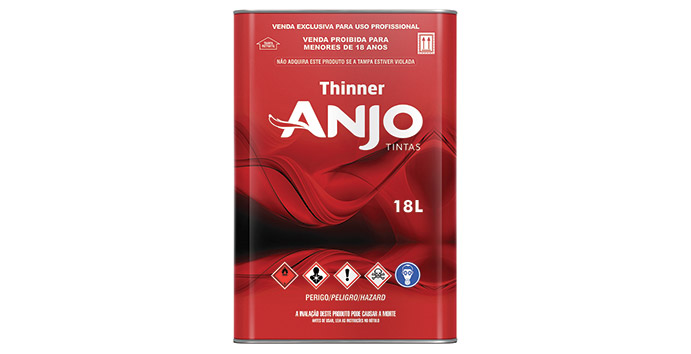 VENDA EXCLUSIVA PARA USO PROFISSIONAL
VENDA PROIBIDA PARA
MENORES DE 18 ANOS
NÃO ADQUIRA ESTE PRODUTO SE A TAMPA ESTIVER VIOLADA
Thinner
ANJO
TINTAS
18L
PERIGO/PELIGRO/HAZARD
A INALAÇÃO DESTE PRODUTO PODE CAUSAR A MORTE
ANTES DE USAR, LEIA AS INSTRUÇÕES NO RÓTULO